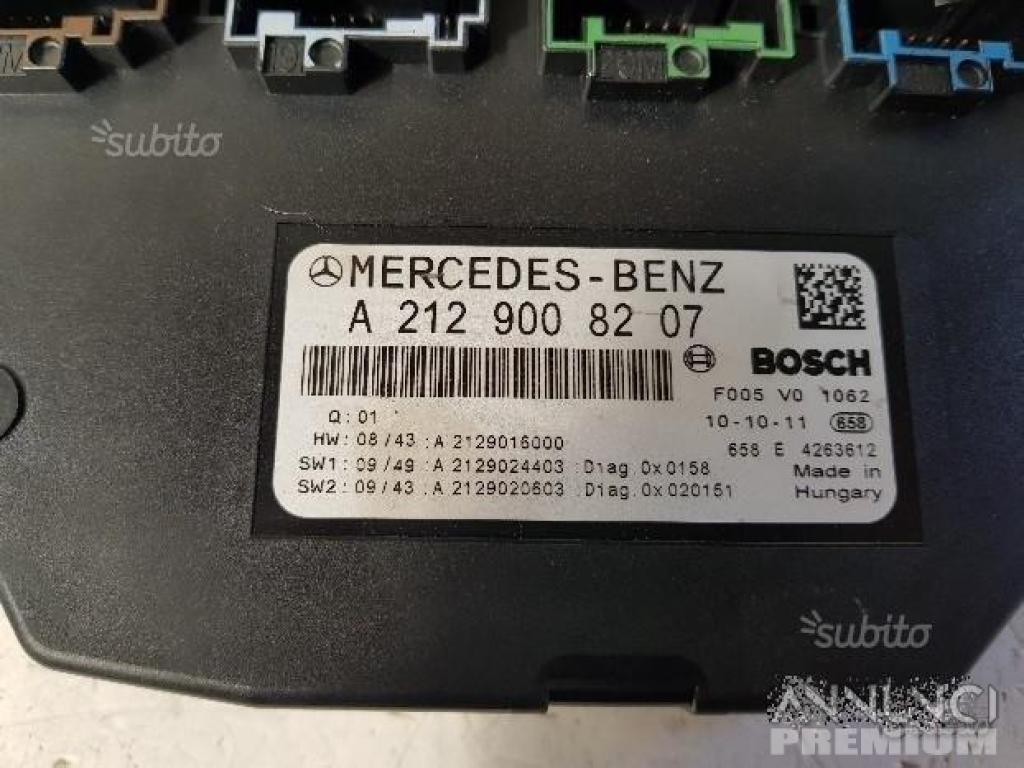 subito
MERCEDES-BENZ
A 212 900 82 07
BOSCH
F005 V0 1062
Q: 01
10-10-11 658
HW: 08/43 :A 2129016000
658 E 4263612
SW1: 09/49 :A 2129024403 :Diag.0x0158
Made in
SW2: 09/43 :A 2129020603 :Diag.0x020151
Hungary
subito
ANNUNCI
PREMIUM